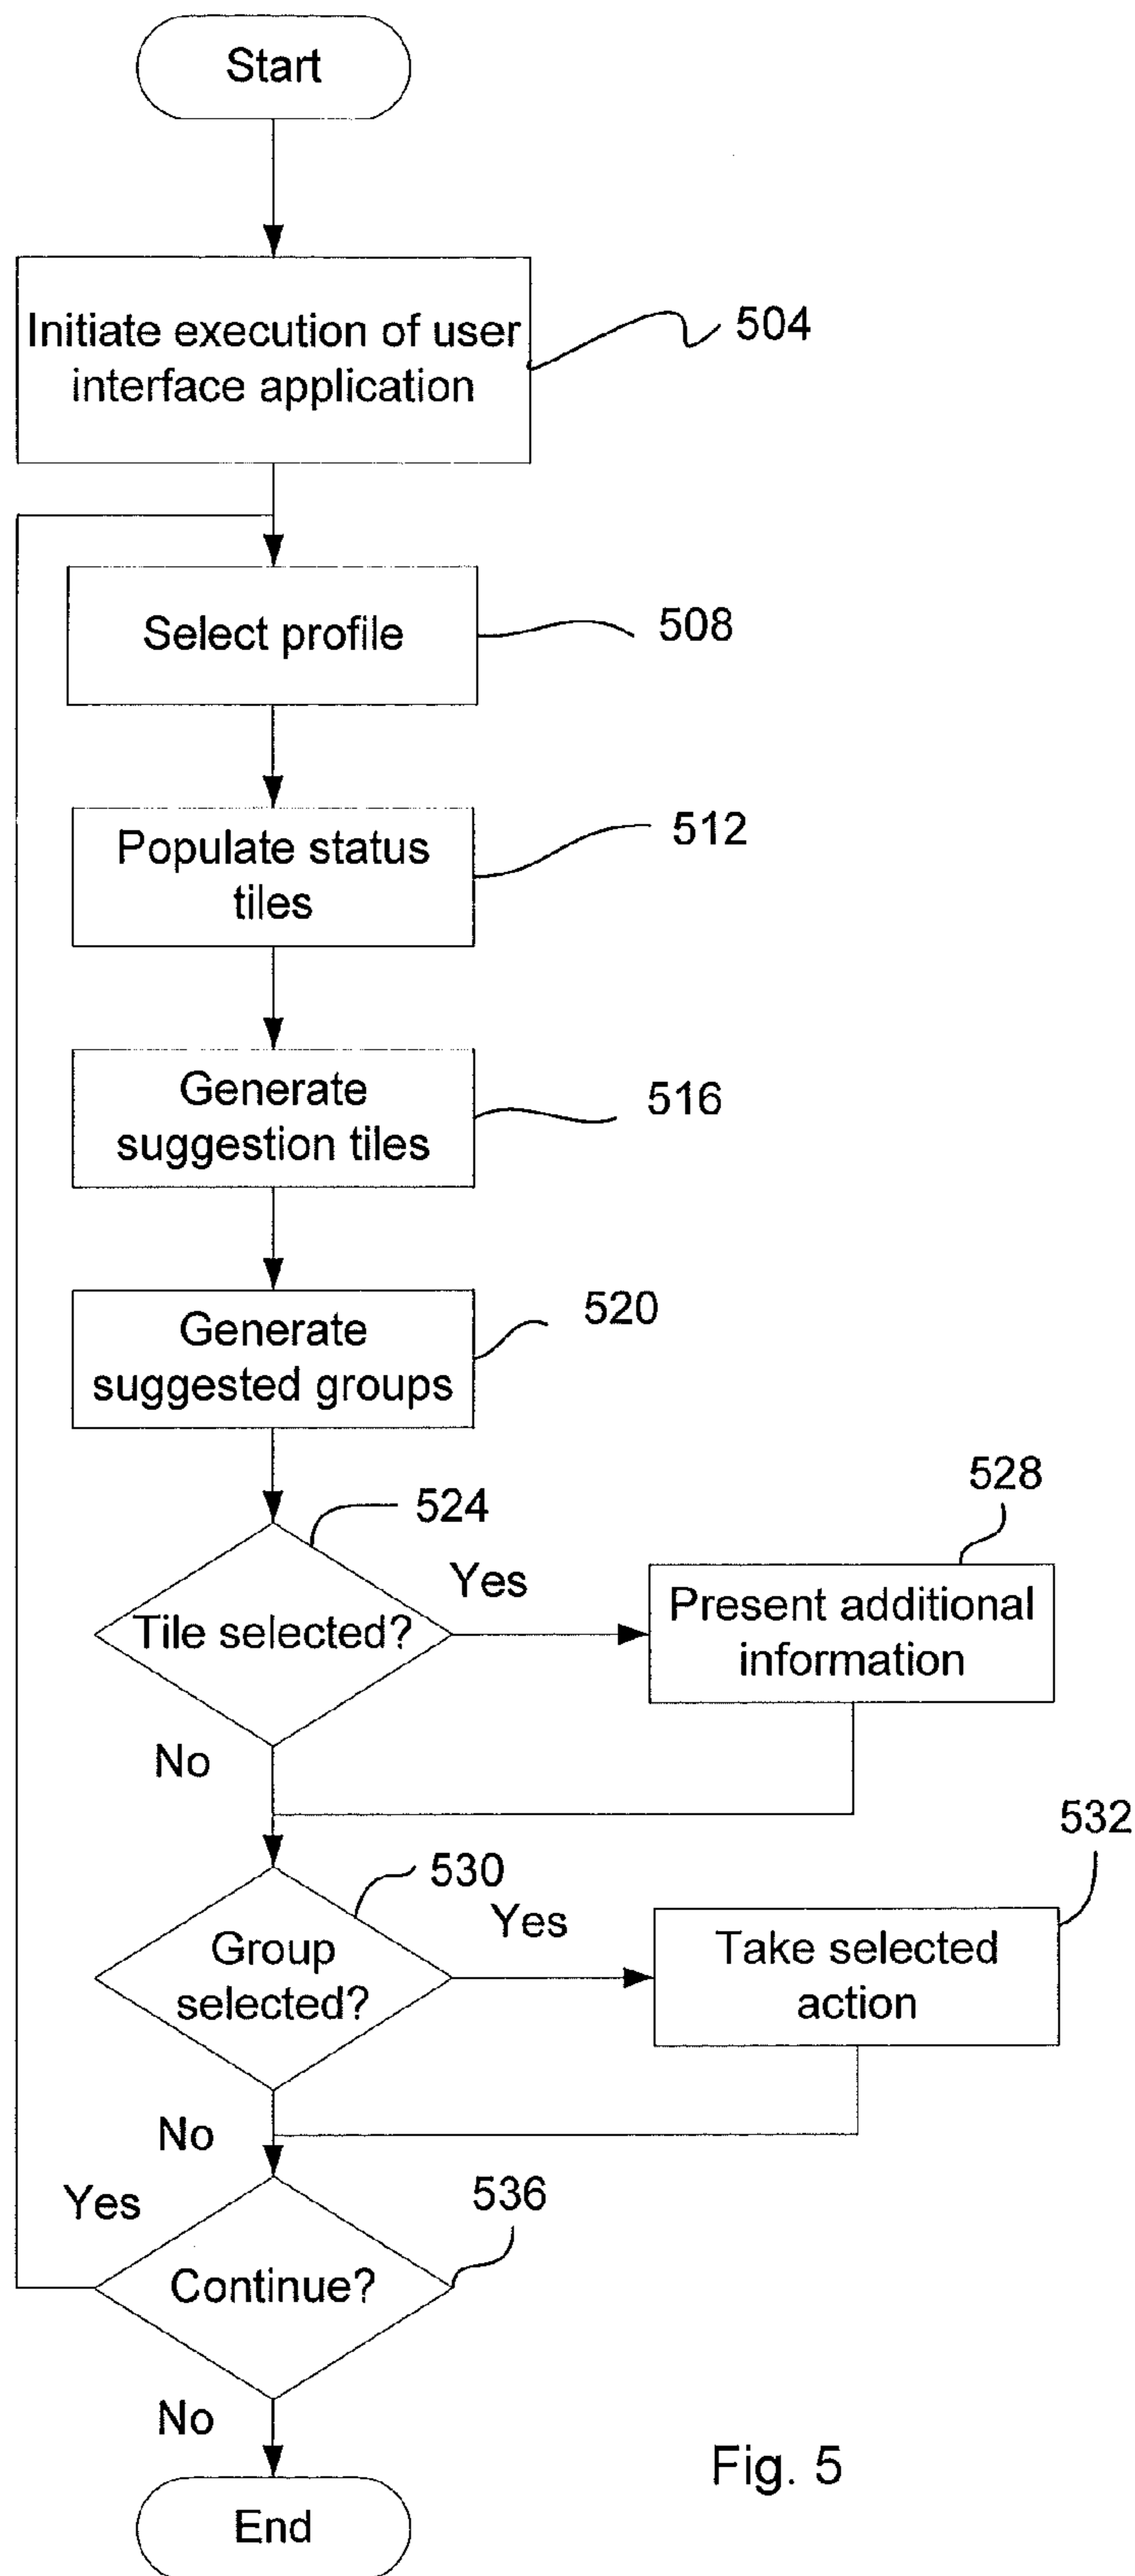 Start
Initiate execution of user
interface application
504
Select profile
508
Populate status
tiles
512
Generate
suggestion tiles
516
Generate
suggested groups
520
524
Tile selected?
Yes
528
Present additional
information
No
530
Group
selected?
Yes
532
Take selected
action
No
Yes
536
Continue?
No
End
Fig. 5